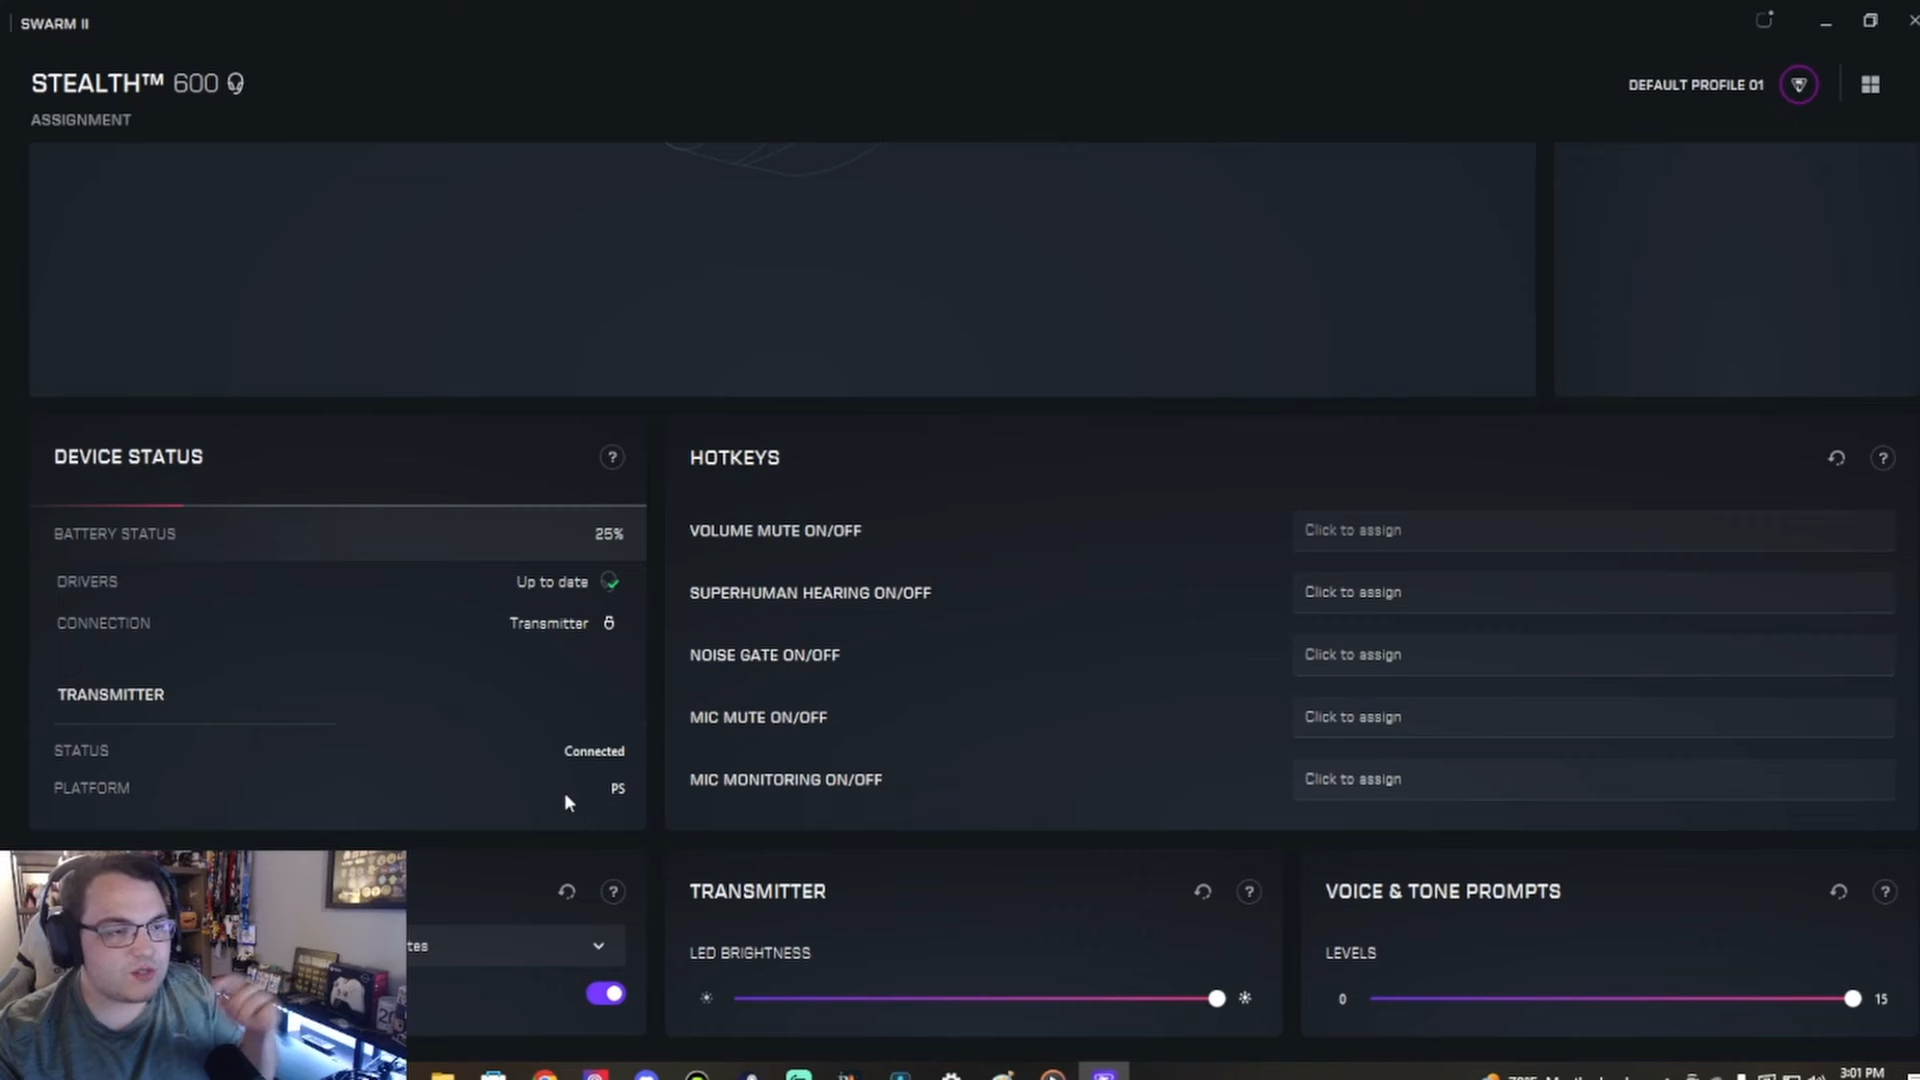 SWARM II
STEALTH™ 600
DEFAULT PROFILE 01
ASSIGNMENT
DEVICE STATUS ?
BATTERY STATUS 25%
DRIVERS Up to date
CONNECTION Transmitter
TRANSMITTER
STATUS Connected
PLATFORM PS
HOTKEYS ?
VOLUME MUTE ON/OFF Click to assign
SUPERHUMAN HEARING ON/OFF Click to assign
NOISE GATE ON/OFF Click to assign
MIC MUTE ON/OFF Click to assign
MIC MONITORING ON/OFF Click to assign
?
tes
TRANSMITTER ?
LED BRIGHTNESS
VOICE & TONE PROMPTS ?
LEVELS
0 15
3:01 PM